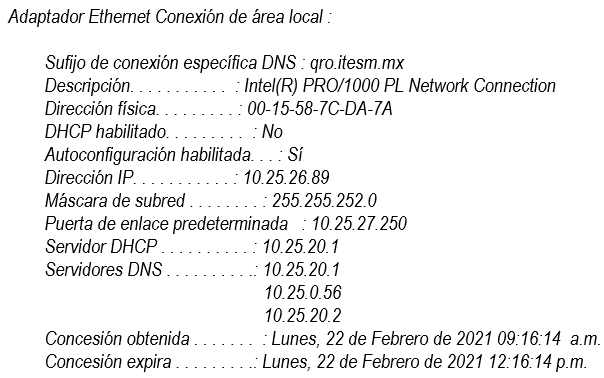 Adaptador Ethernet Conexión de área local :
Sufijo de conexión específica DNS : qro.itesm.mx
Descripción. . . . . . . . . . . : Intel(R) PRO/1000 PL Network Connection
Dirección física. . . . . . . . . : 00-15-58-7C-DA-7A
DHCP habilitado. . . . . . . . . : No
Autoconfiguración habilitada. . . : Sí
Dirección IP. . . . . . . . . . . : 10.25.26.89
Máscara de subred . . . . . . . . : 255.255.252.0
Puerta de enlace predeterminada : 10.25.27.250
Servidor DHCP . . . . . . . . . . : 10.25.20.1
Servidores DNS . . . . . . . . . .: 10.25.20.1
10.25.0.56
10.25.20.2
Concesión obtenida . . . . . . . : Lunes, 22 de Febrero de 2021 09:16:14 a.m.
Concesión expira . . . . . . . . .: Lunes, 22 de Febrero de 2021 12:16:14 p.m.